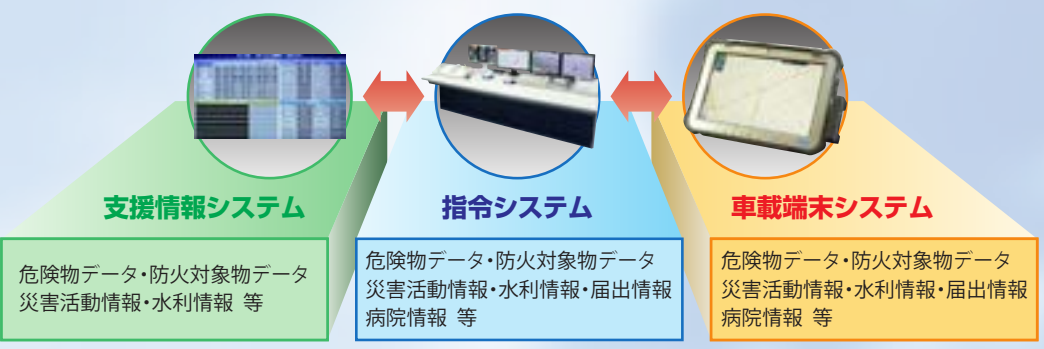 支援情報システム
危険物データ・防火対象物データ
災害活動情報・水利情報 等
指令システム
危険物データ・防火対象物データ
災害活動情報・水利情報・届出情報
病院情報 等
車載端末システム
危険物データ・防火対象物データ
災害活動情報・水利情報・届出情報
病院情報 等